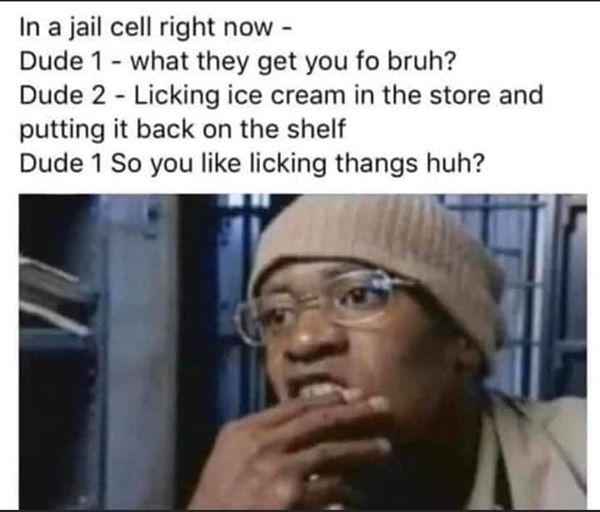 In a jail cell right now -
Dude 1 - what they get you fo bruh?
Dude 2 - Licking ice cream in the store and
putting it back on the shelf
Dude 1 So you like licking thangs huh?